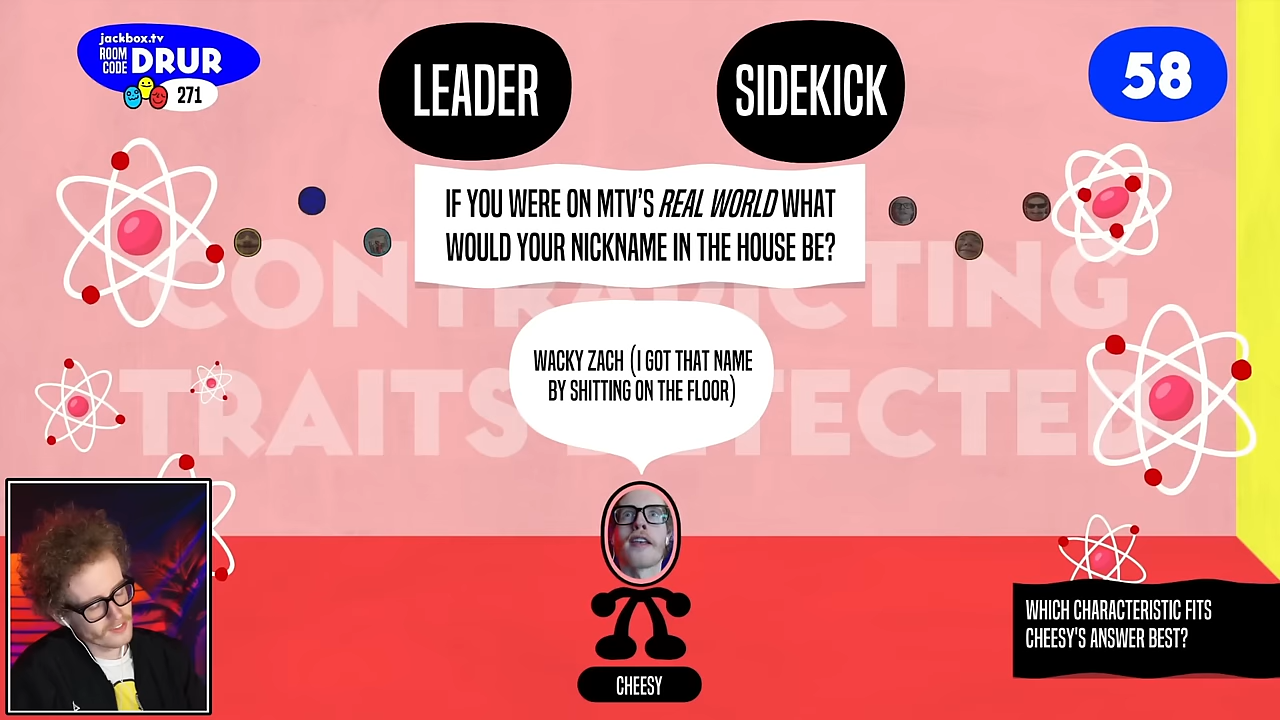 jackbox.tv
ROOM CODE DRUR
271
LEADER
SIDEKICK
58
IF YOU WERE ON MTV'S REAL WORLD WHAT
WOULD YOUR NICKNAME IN THE HOUSE BE?
CONTRADICTING
TRAITS DETECTED
WACKY ZACH (I GOT THAT NAME
BY SHITTING ON THE FLOOR)
CHEESY
WHICH CHARACTERISTIC FITS
CHEESY'S ANSWER BEST?